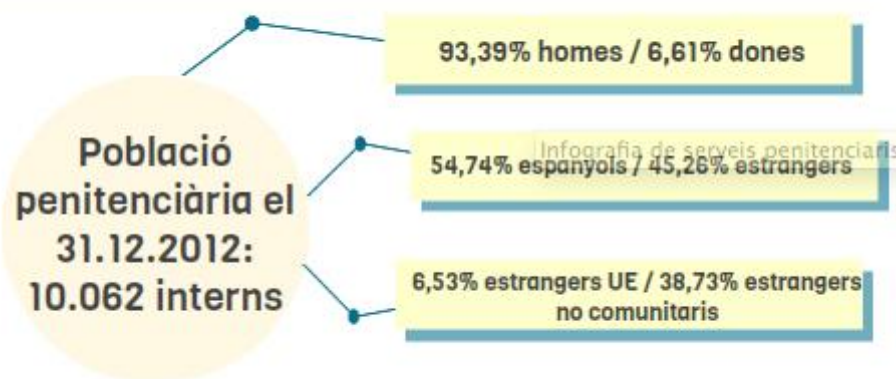 Població
penitenciària el
31.12.2012:
10.062 interns
93,39% homes / 6,61% dones
Infografia de serveis penitenciaris
54,74% espanyols / 45,26% estrangers
6,53% estrangers UE / 38,73% estrangers
no comunitaris